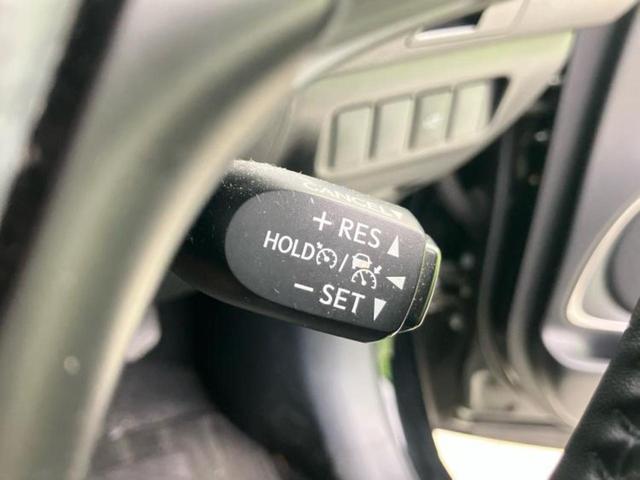 CANCEL
+ RES
HOLD /
− SET